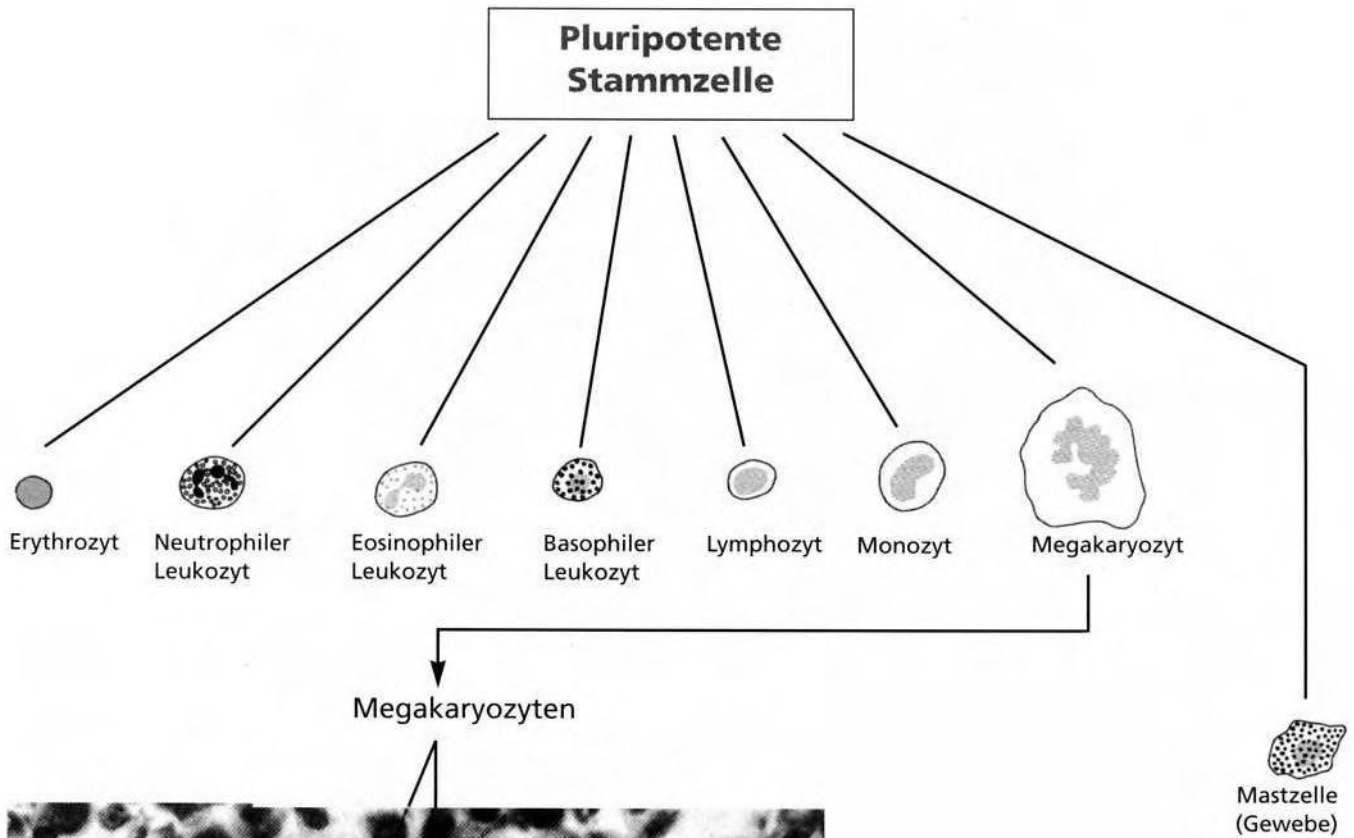 Pluripotente
Stammzelle
Erythrozyt
Neutrophiler
Leukozyt
Eosinophiler
Leukozyt
Basophiler
Leukozyt
Lymphozyt
Monozyt
Megakaryozyt
Megakaryozyten
Mastzelle
(Gewebe)